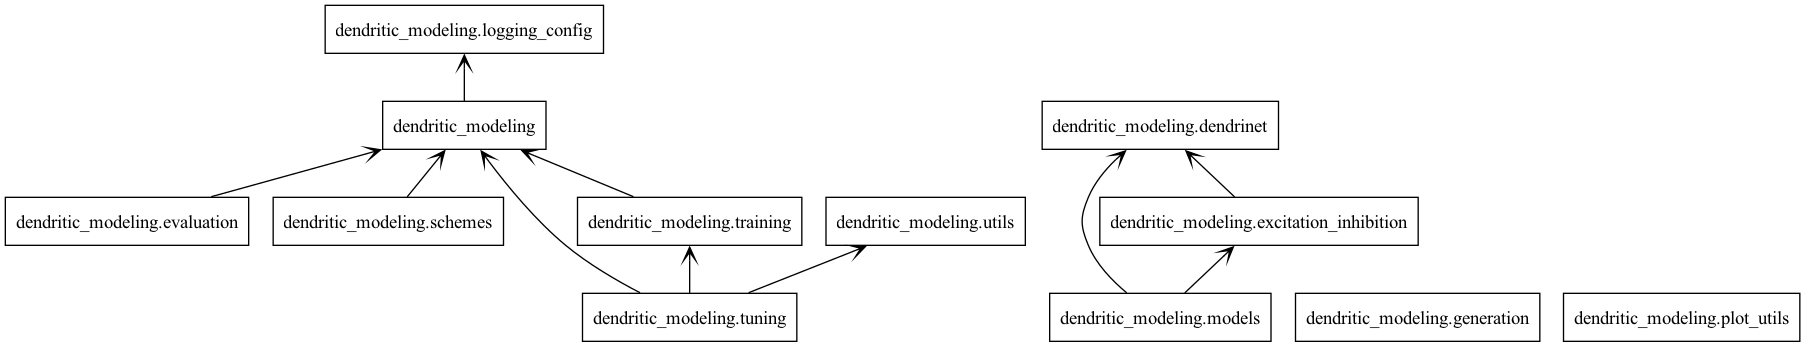 dendritic_modeling.logging_config
dendritic_modeling
dendritic_modeling.dendrinet
dendritic_modeling.evaluation
dendritic_modeling.schemes
dendritic_modeling.training
dendritic_modeling.utils
dendritic_modeling.excitation_inhibition
dendritic_modeling.tuning
dendritic_modeling.models
dendritic_modeling.generation
dendritic_modeling.plot_utils